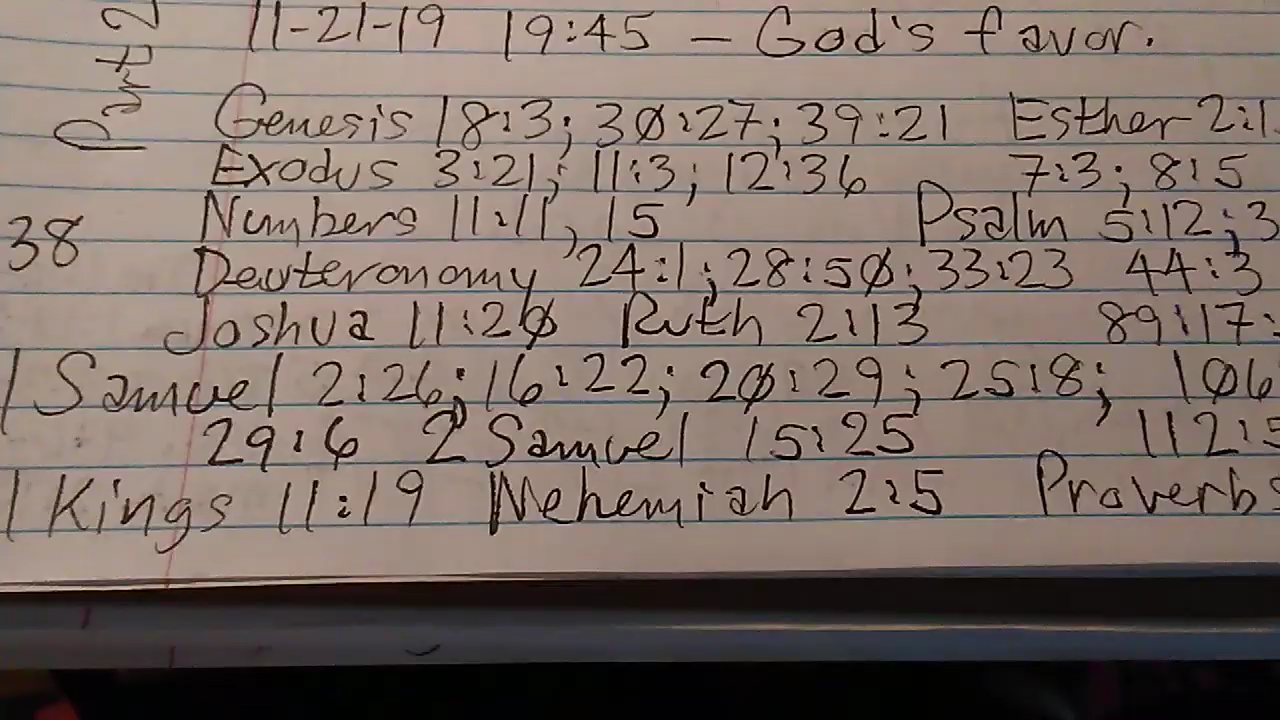 Part 2
11-21-19 19:45 — God's favor.
Genesis 18:3; 30:27; 39:21 Esther 2:1
Exodus 3:21; 11:3; 12:36 7:3; 8:5
38 Numbers 11:11, 15 Psalm 5:12; 3
Deuteronomy 24:1; 28:50; 33:23 44:3
Joshua 11:20 Ruth 2:13 89:17;
1 Samuel 2:26; 16:22; 20:29; 25:8; 106
29:6 2 Samuel 15:25 112:5
1 Kings 11:19 Nehemiah 2:5 Proverbs